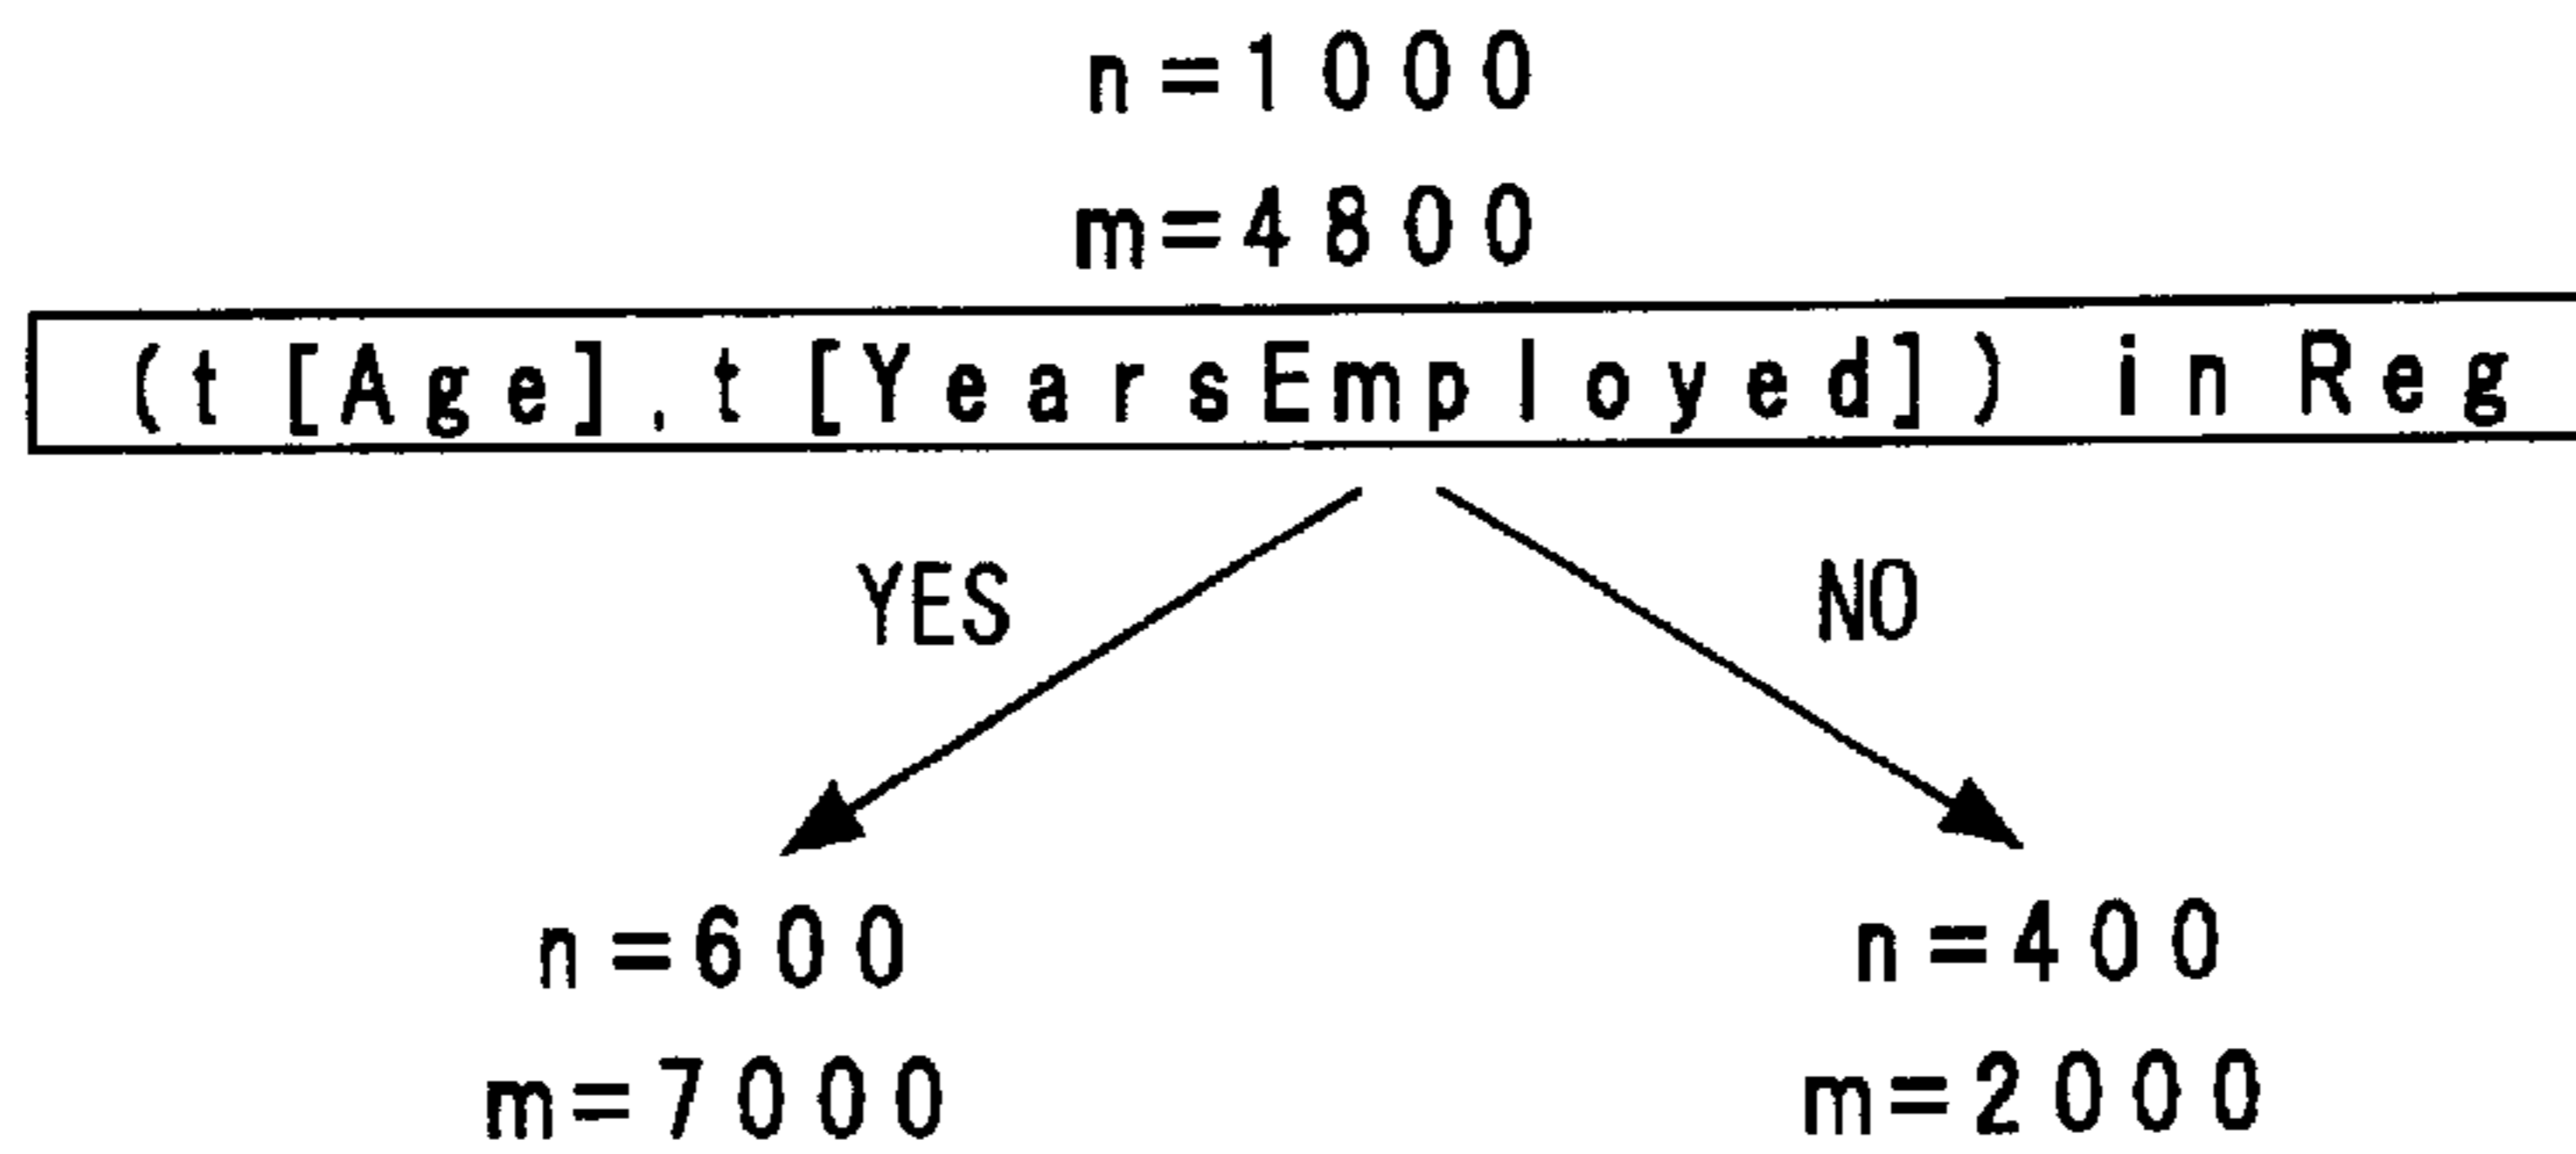 n=1000
m=4800
(t[Age],t[YearsEmployed]) in Reg
YES
NO
n=600
n=400
m=7000
m=2000